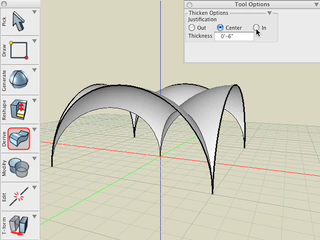 Tool Options
Thicken Options
Justification
Out Center In
Thickness 0'-6"
Pick
Draw
Generate
Reshape
Derive
Modify
Edit
T-form